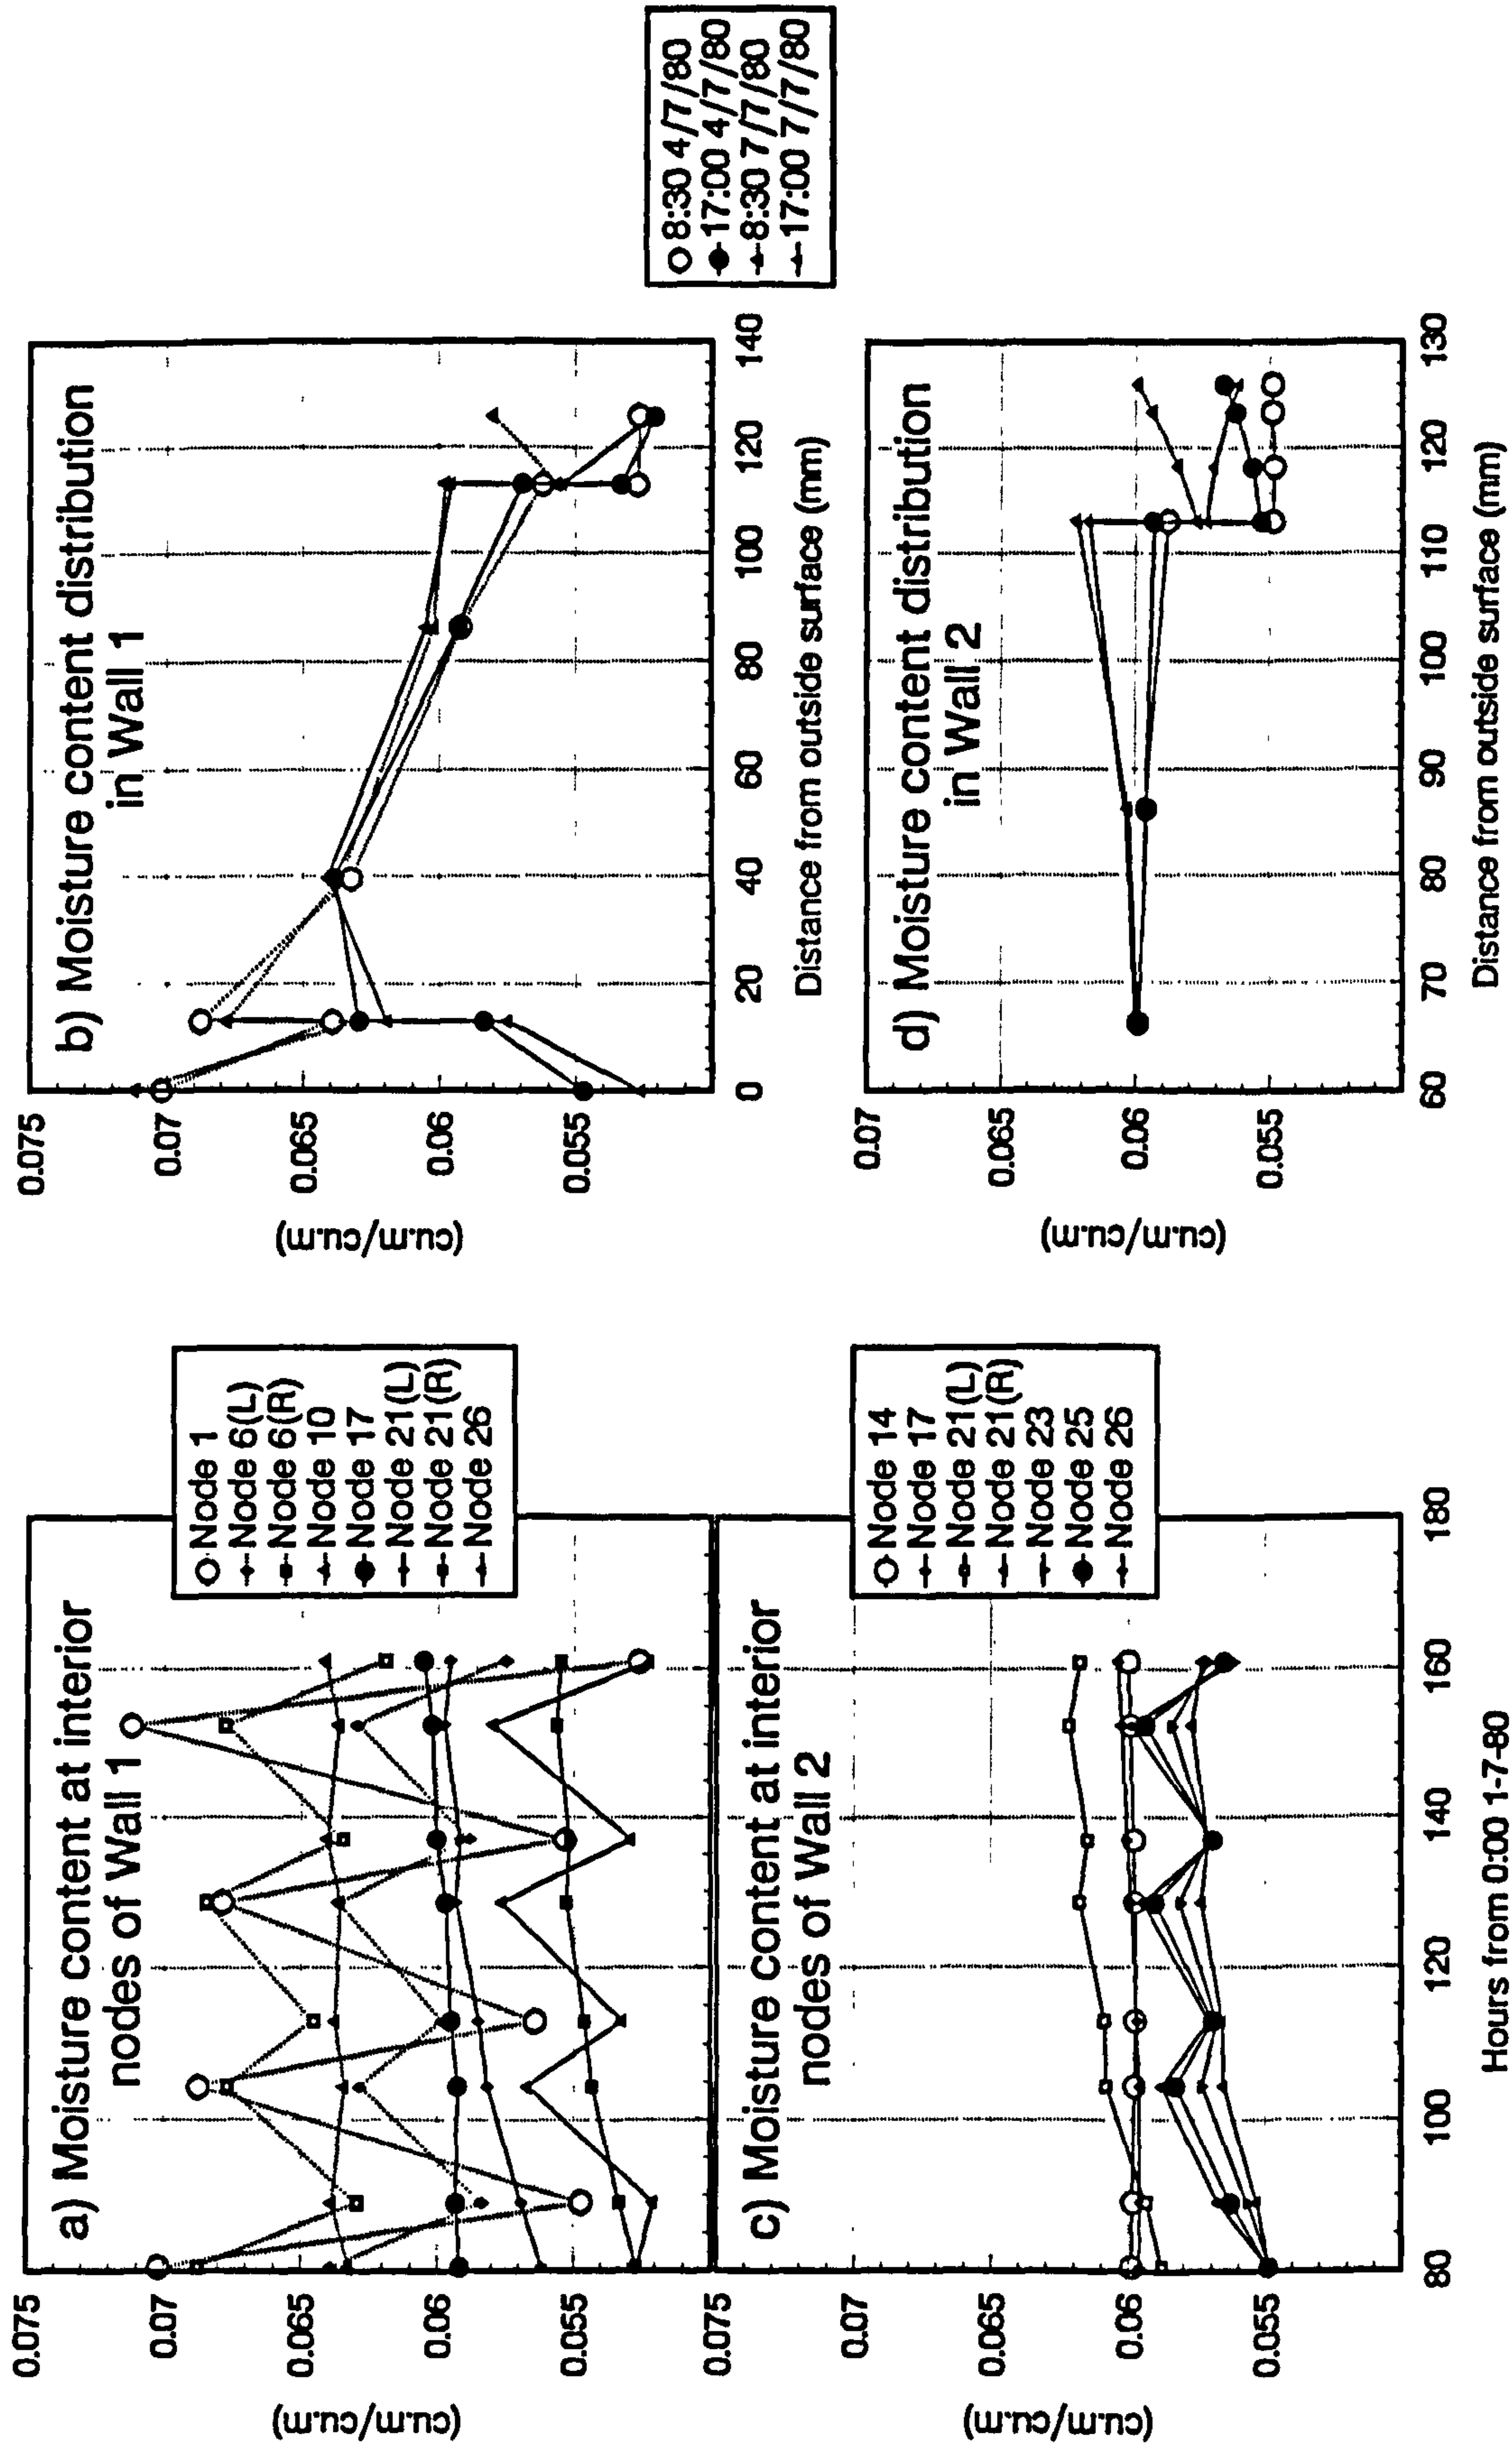 a) Moisture content at interior
nodes of Wall 1
0.075
0.07
0.065
0.06
0.055
(cu.m/cu.m)
Node 1
Node 6(L)
Node 6(R)
Node 10
Node 17
Node 21(L)
Node 21(R)
Node 26
b) Moisture content distribution
in Wall 1
0.075
0.07
0.065
0.06
0.055
(cu.m/cu.m)
0 20 40 60 80 100 120 140
Distance from outside surface (mm)
8:30 4/7/80
17:00 4/7/80
8:30 7/7/80
17:00 7/7/80
c) Moisture content at interior
nodes of Wall 2
0.075
0.07
0.065
0.06
0.055
(cu.m/cu.m)
Node 14
Node 17
Node 21(L)
Node 21(R)
Node 23
Node 25
Node 26
80 100 120 140 160 180
Hours from 0:00 1-7-80
d) Moisture content distribution
in Wall 2
0.07
0.065
0.06
0.055
(cu.m/cu.m)
60 70 80 90 100 110 120 130
Distance from outside surface (mm)